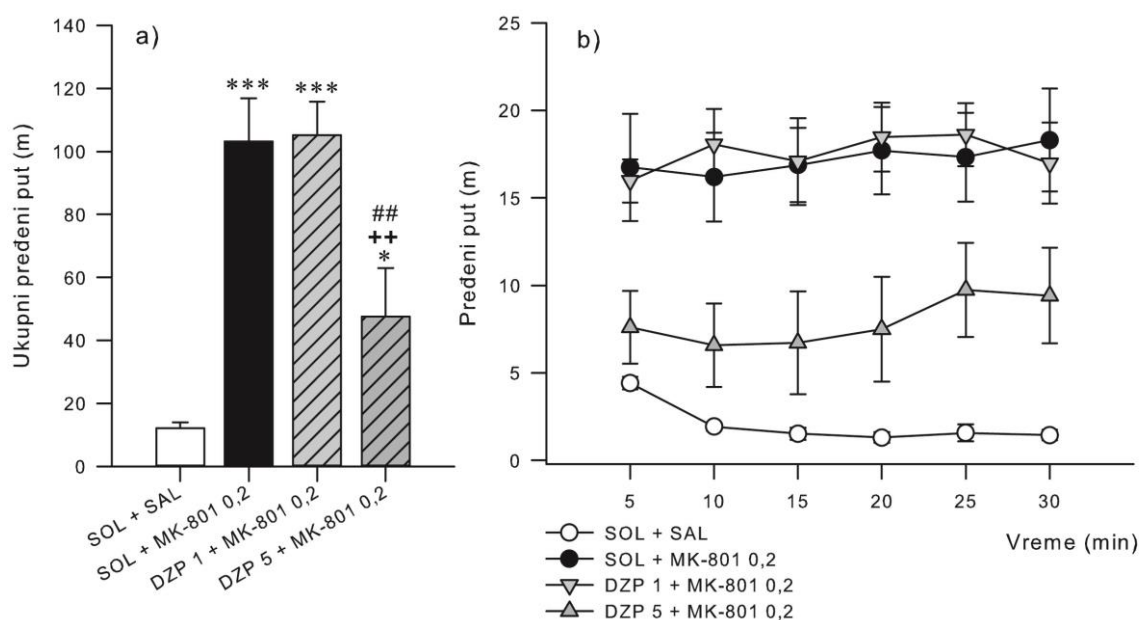 a)
Ukupni pređeni put (m)
140
120
100
80
60
40
20
0
***
***
##
++
*
SOL + SAL
SOL + MK-801 0,2
DZP 1 + MK-801 0,2
DZP 5 + MK-801 0,2
b)
Pređeni put (m)
25
20
15
10
5
0
5 10 15 20 25 30
Vreme (min)
SOL + SAL
SOL + MK-801 0,2
DZP 1 + MK-801 0,2
DZP 5 + MK-801 0,2